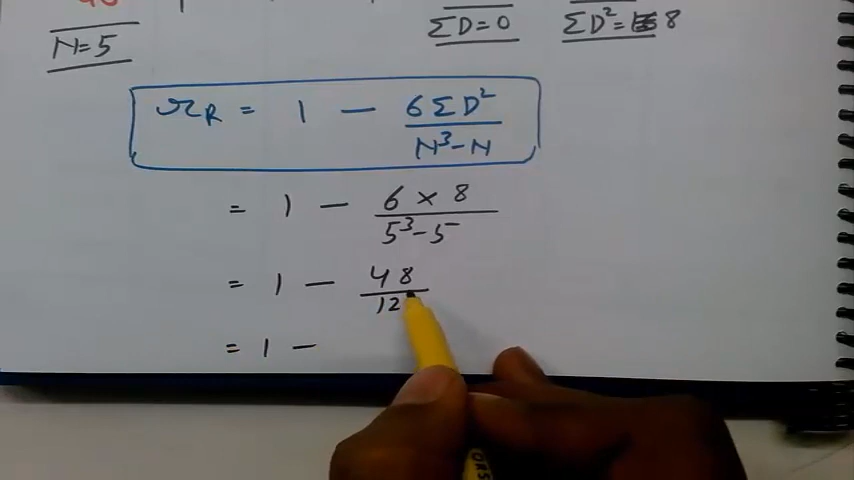 N=5 ΣD=0 ΣD²=8
r_R = 1 - 6ΣD² / N³-N
= 1 - 6 × 8 / 5³-5
= 1 - 48 / 12
= 1 -